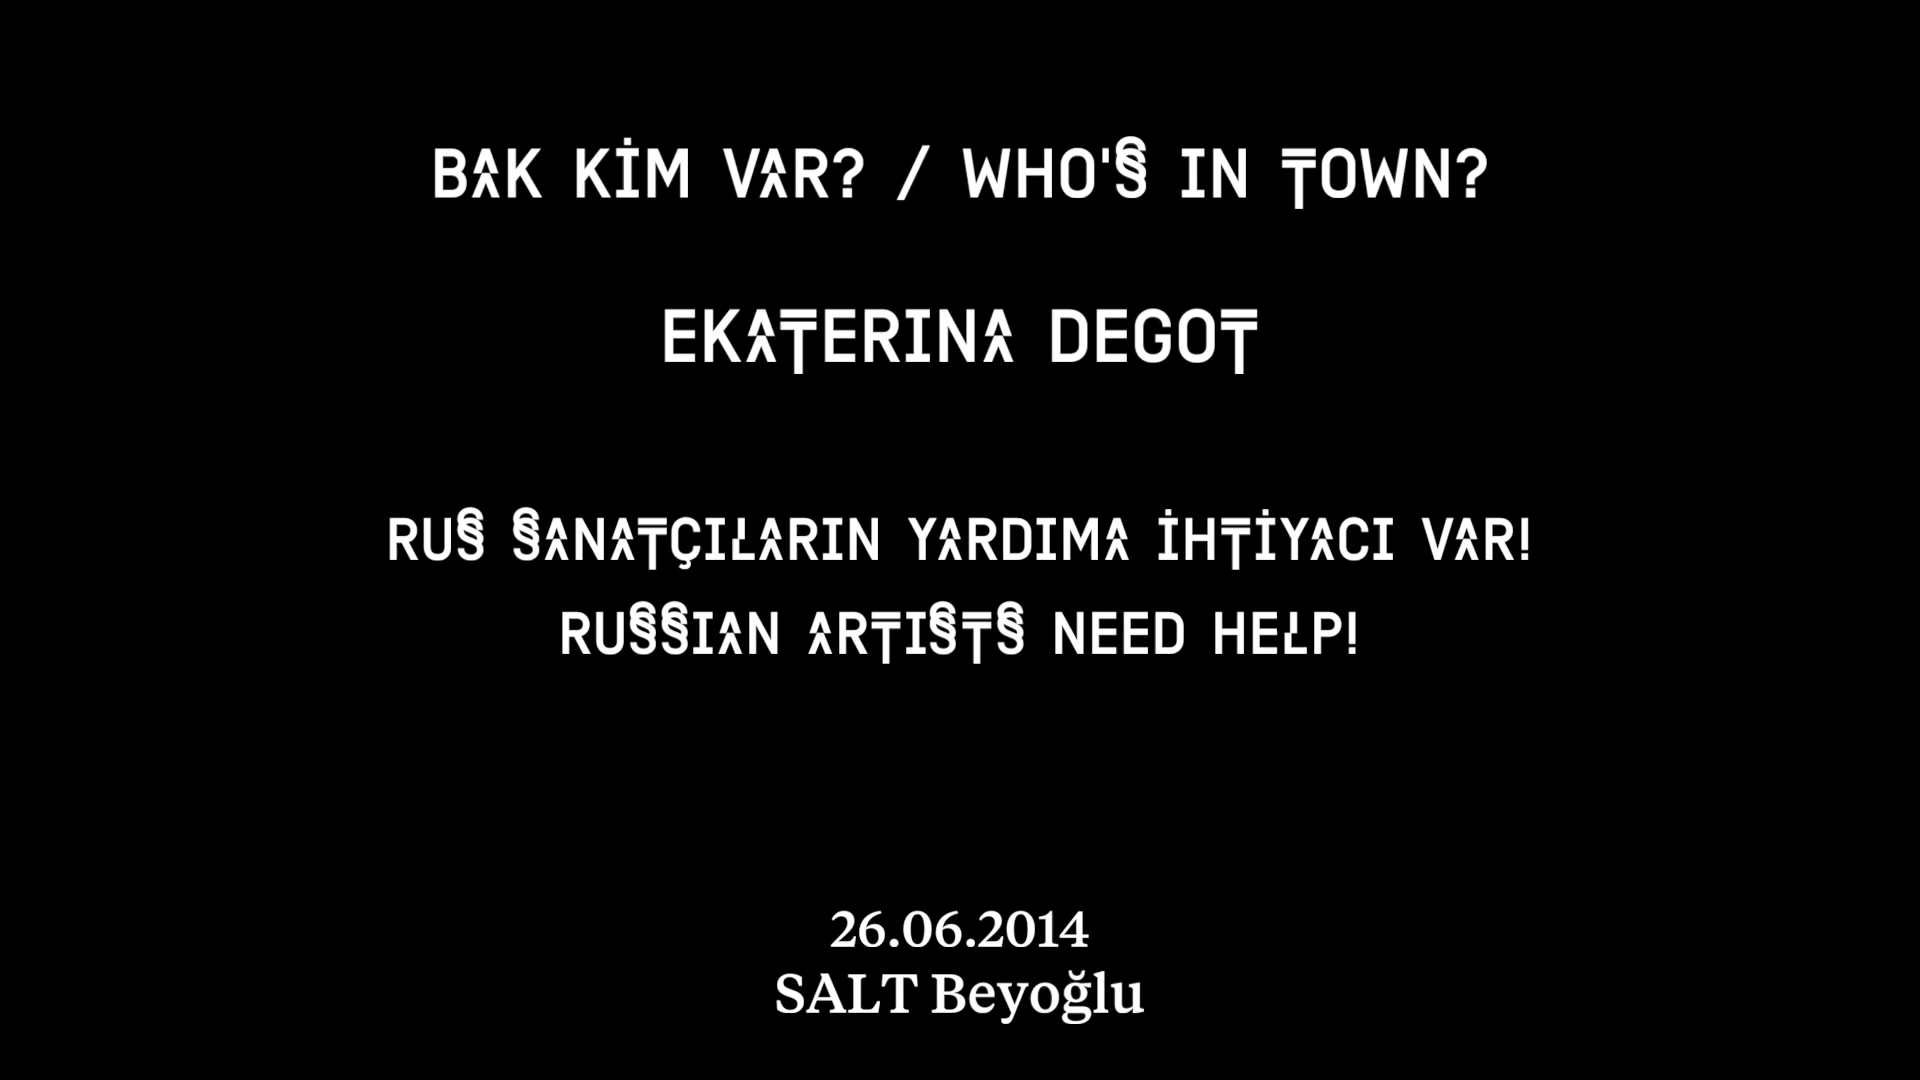 BAK KİM VAR? / WHO'S IN TOWN?
EKATERINA DEGOT
RUS SANATÇILARIN YARDIMA İHTİYACI VAR!
RUSSIAN ARTISTS NEED HELP!
26.06.2014
SALT Beyoğlu